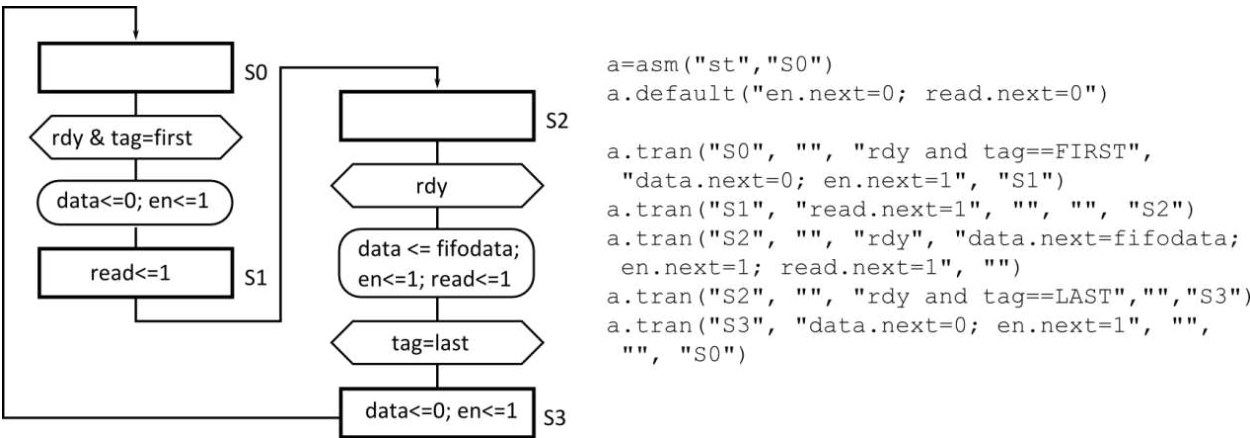 S0
rdy & tag=first
data<=0; en<=1
read<=1
S1
S2
rdy
data <= fifodata;
en<=1; read<=1
tag=last
data<=0; en<=1
S3
a=asm("st","S0")
a.default("en.next=0; read.next=0")
a.tran("S0", "", "rdy and tag==FIRST",
"data.next=0; en.next=1", "S1")
a.tran("S1", "read.next=1", "", "", "S2")
a.tran("S2", "", "rdy", "data.next=fifodata;
en.next=1; read.next=1", "")
a.tran("S2", "", "rdy and tag==LAST","","S3")
a.tran("S3", "data.next=0; en.next=1", "",
"", "S0")